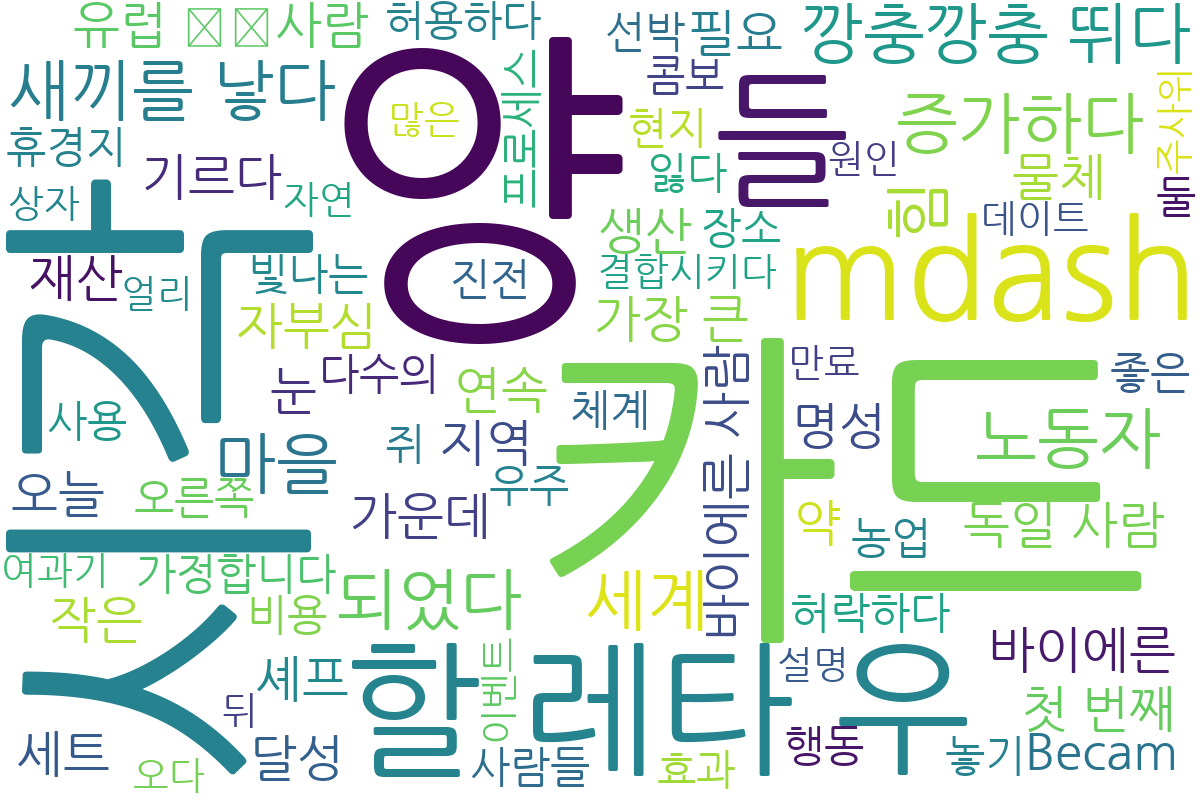 유럽 사람
허용하다
선박
필요
깡충깡충 뛰다
새끼를 낳다
많은
프로세스
콤보
양들
증가하다
주사위
휴경지
기르다
현지
원인
상자
자연
잃다
물체
둘
힘
데이트
생산
장소
재산
얼리
빛나는
진전
결합시키다
mdash
자부심
가장 큰
시각
눈
다수의
연속
체계
바이에른 사람
만료
좋은
카드
사용
마을
쥐
지역
명성
노동자
오늘
오른쪽
가운데
우주
약
농업
독일 사람
여과기
가정합니다
되었다
세계
작은
비용
허락하다
셰프
이벤트
할레타우
설명
바이에른
뒤
첫 번째
세트
달성
사람들
효과
행동
놓기
Becam
오다